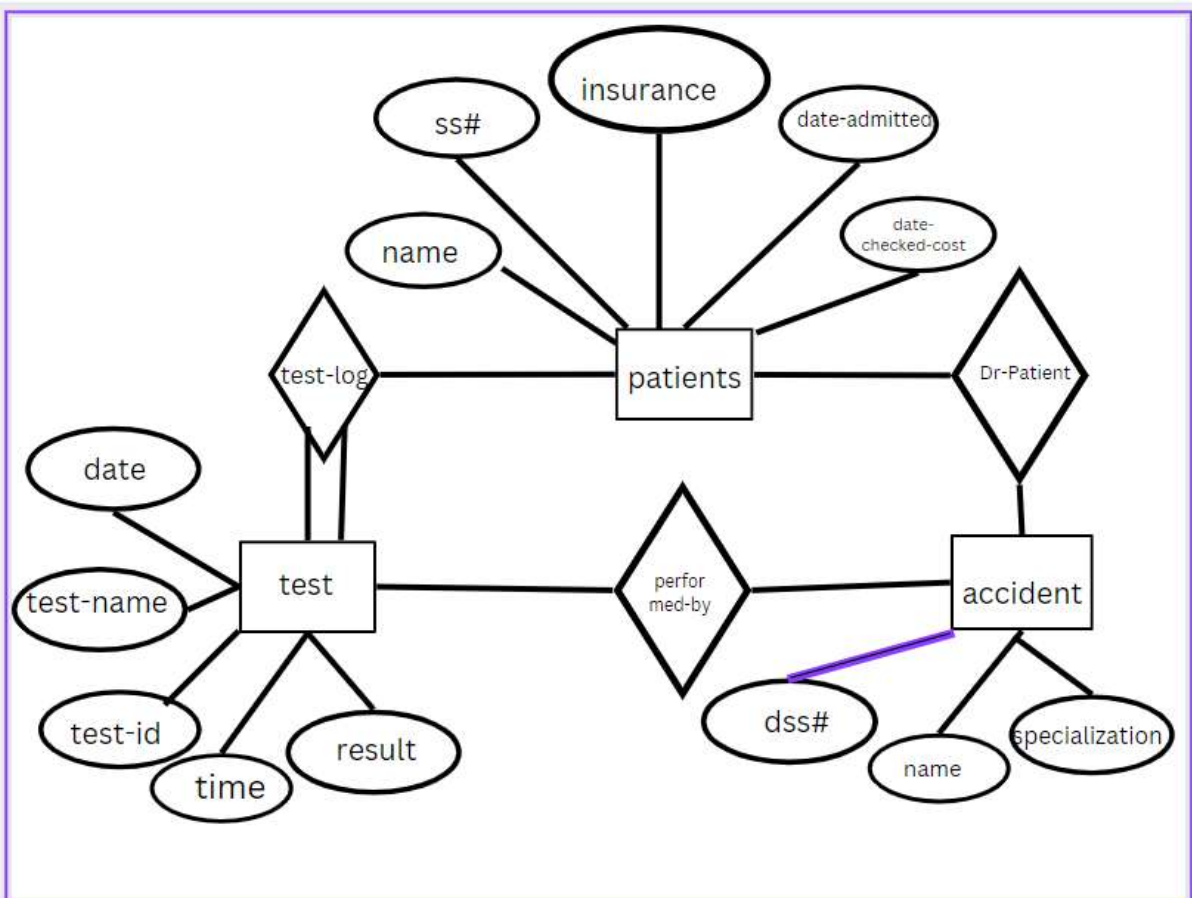 insurance
ss#
date-admitted
name
date-
checked-cost
test-log
patients
Dr-Patient
date
test
perfor
med-by
accident
test-name
test-id
time
result
dss#
name
specialization